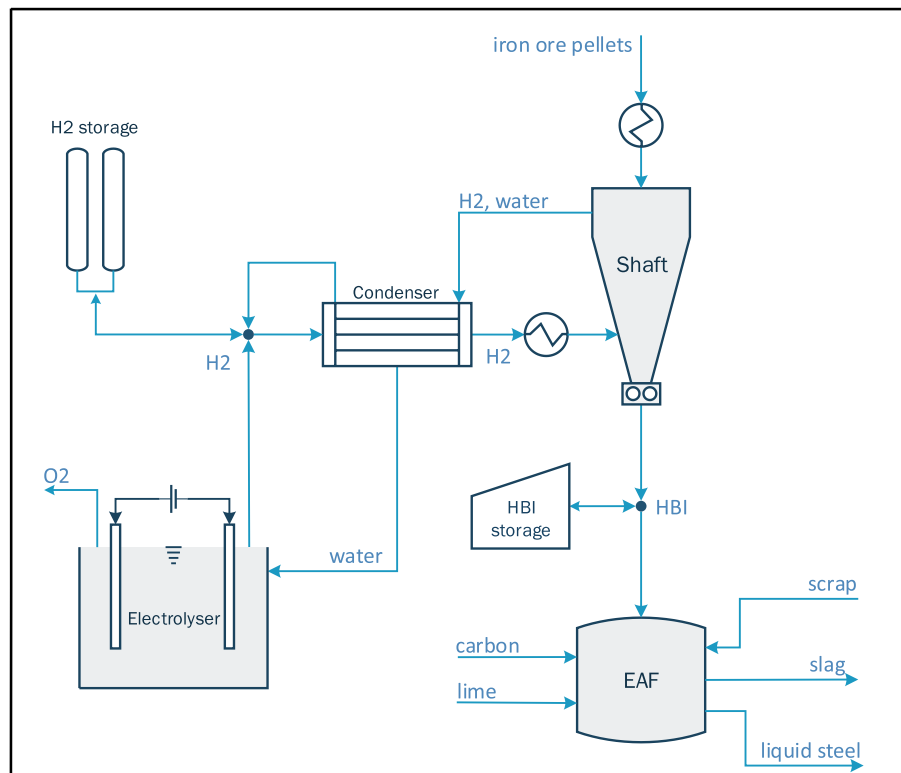 iron ore pellets
H2 storage
H2, water
Shaft
Condenser
H2
H2
O2
HBI
storage
HBI
water
Electrolyser
scrap
carbon
EAF
slag
lime
liquid steel